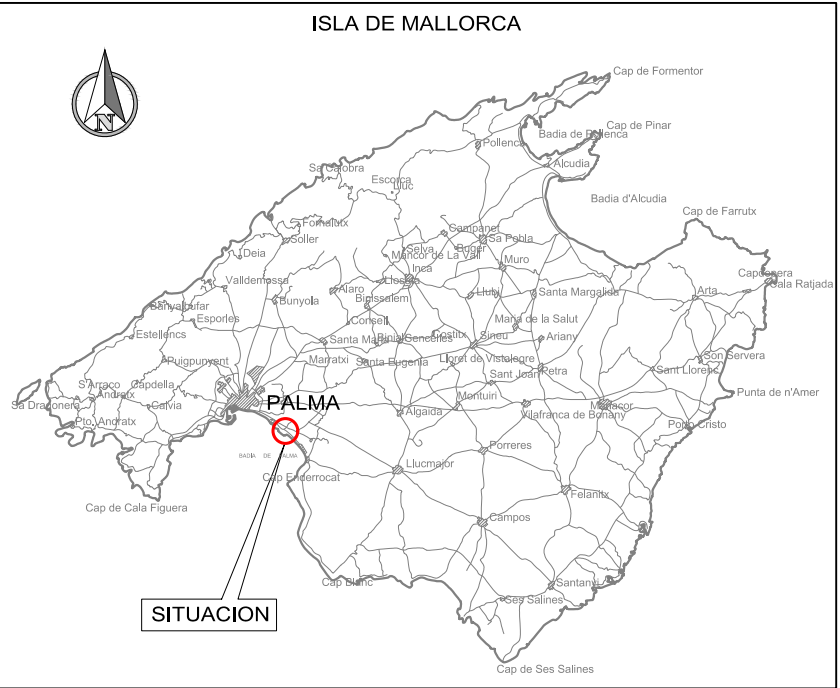 ISLA DE MALLORCA
Cap de Formentor
N
Cap de Pinar
Badia de Pollenca
Pollenca
Alcudia
Sa Calobra
Escorca
Lluc
Badia d'Alcudia
Cap de Farrutx
Fornalutx
Campanet
Soller
Sa Pobla
Selva
Buger
Mancor de La Vall
Deia
Muro
Inca
Capdepera
Cala Ratjada
Valldemossa
Lloseta
Alaro
Llubi
Santa Margalida
Arta
Banyalbufar
Bunyola
Binissalem
Esporles
Consell
Maria de la Salut
Estellencs
Costitx
Sineu
Ariany
Santa Maria
Sencelles
Son Servera
Puigpunyent
Marratxi
Santa Eugenia
Lloret de Vistalegre
Petra
Sant Llorenc
S'Arraco
Capdella
Sant Joan
Andratx
Montuiri
Punta de n'Amer
Sa Dragonera
Calvia
PALMA
Algaida
Vilafranca de Bonany
Manacor
Pto. Andratx
Porto Cristo
Porreres
BADIA DE PALMA
Llucmajor
Cap Enderrocat
Felanitx
Cap de Cala Figuera
Campos
Cap Blanc
Santanyi
Ses Salines
SITUACION
Cap de Ses Salines